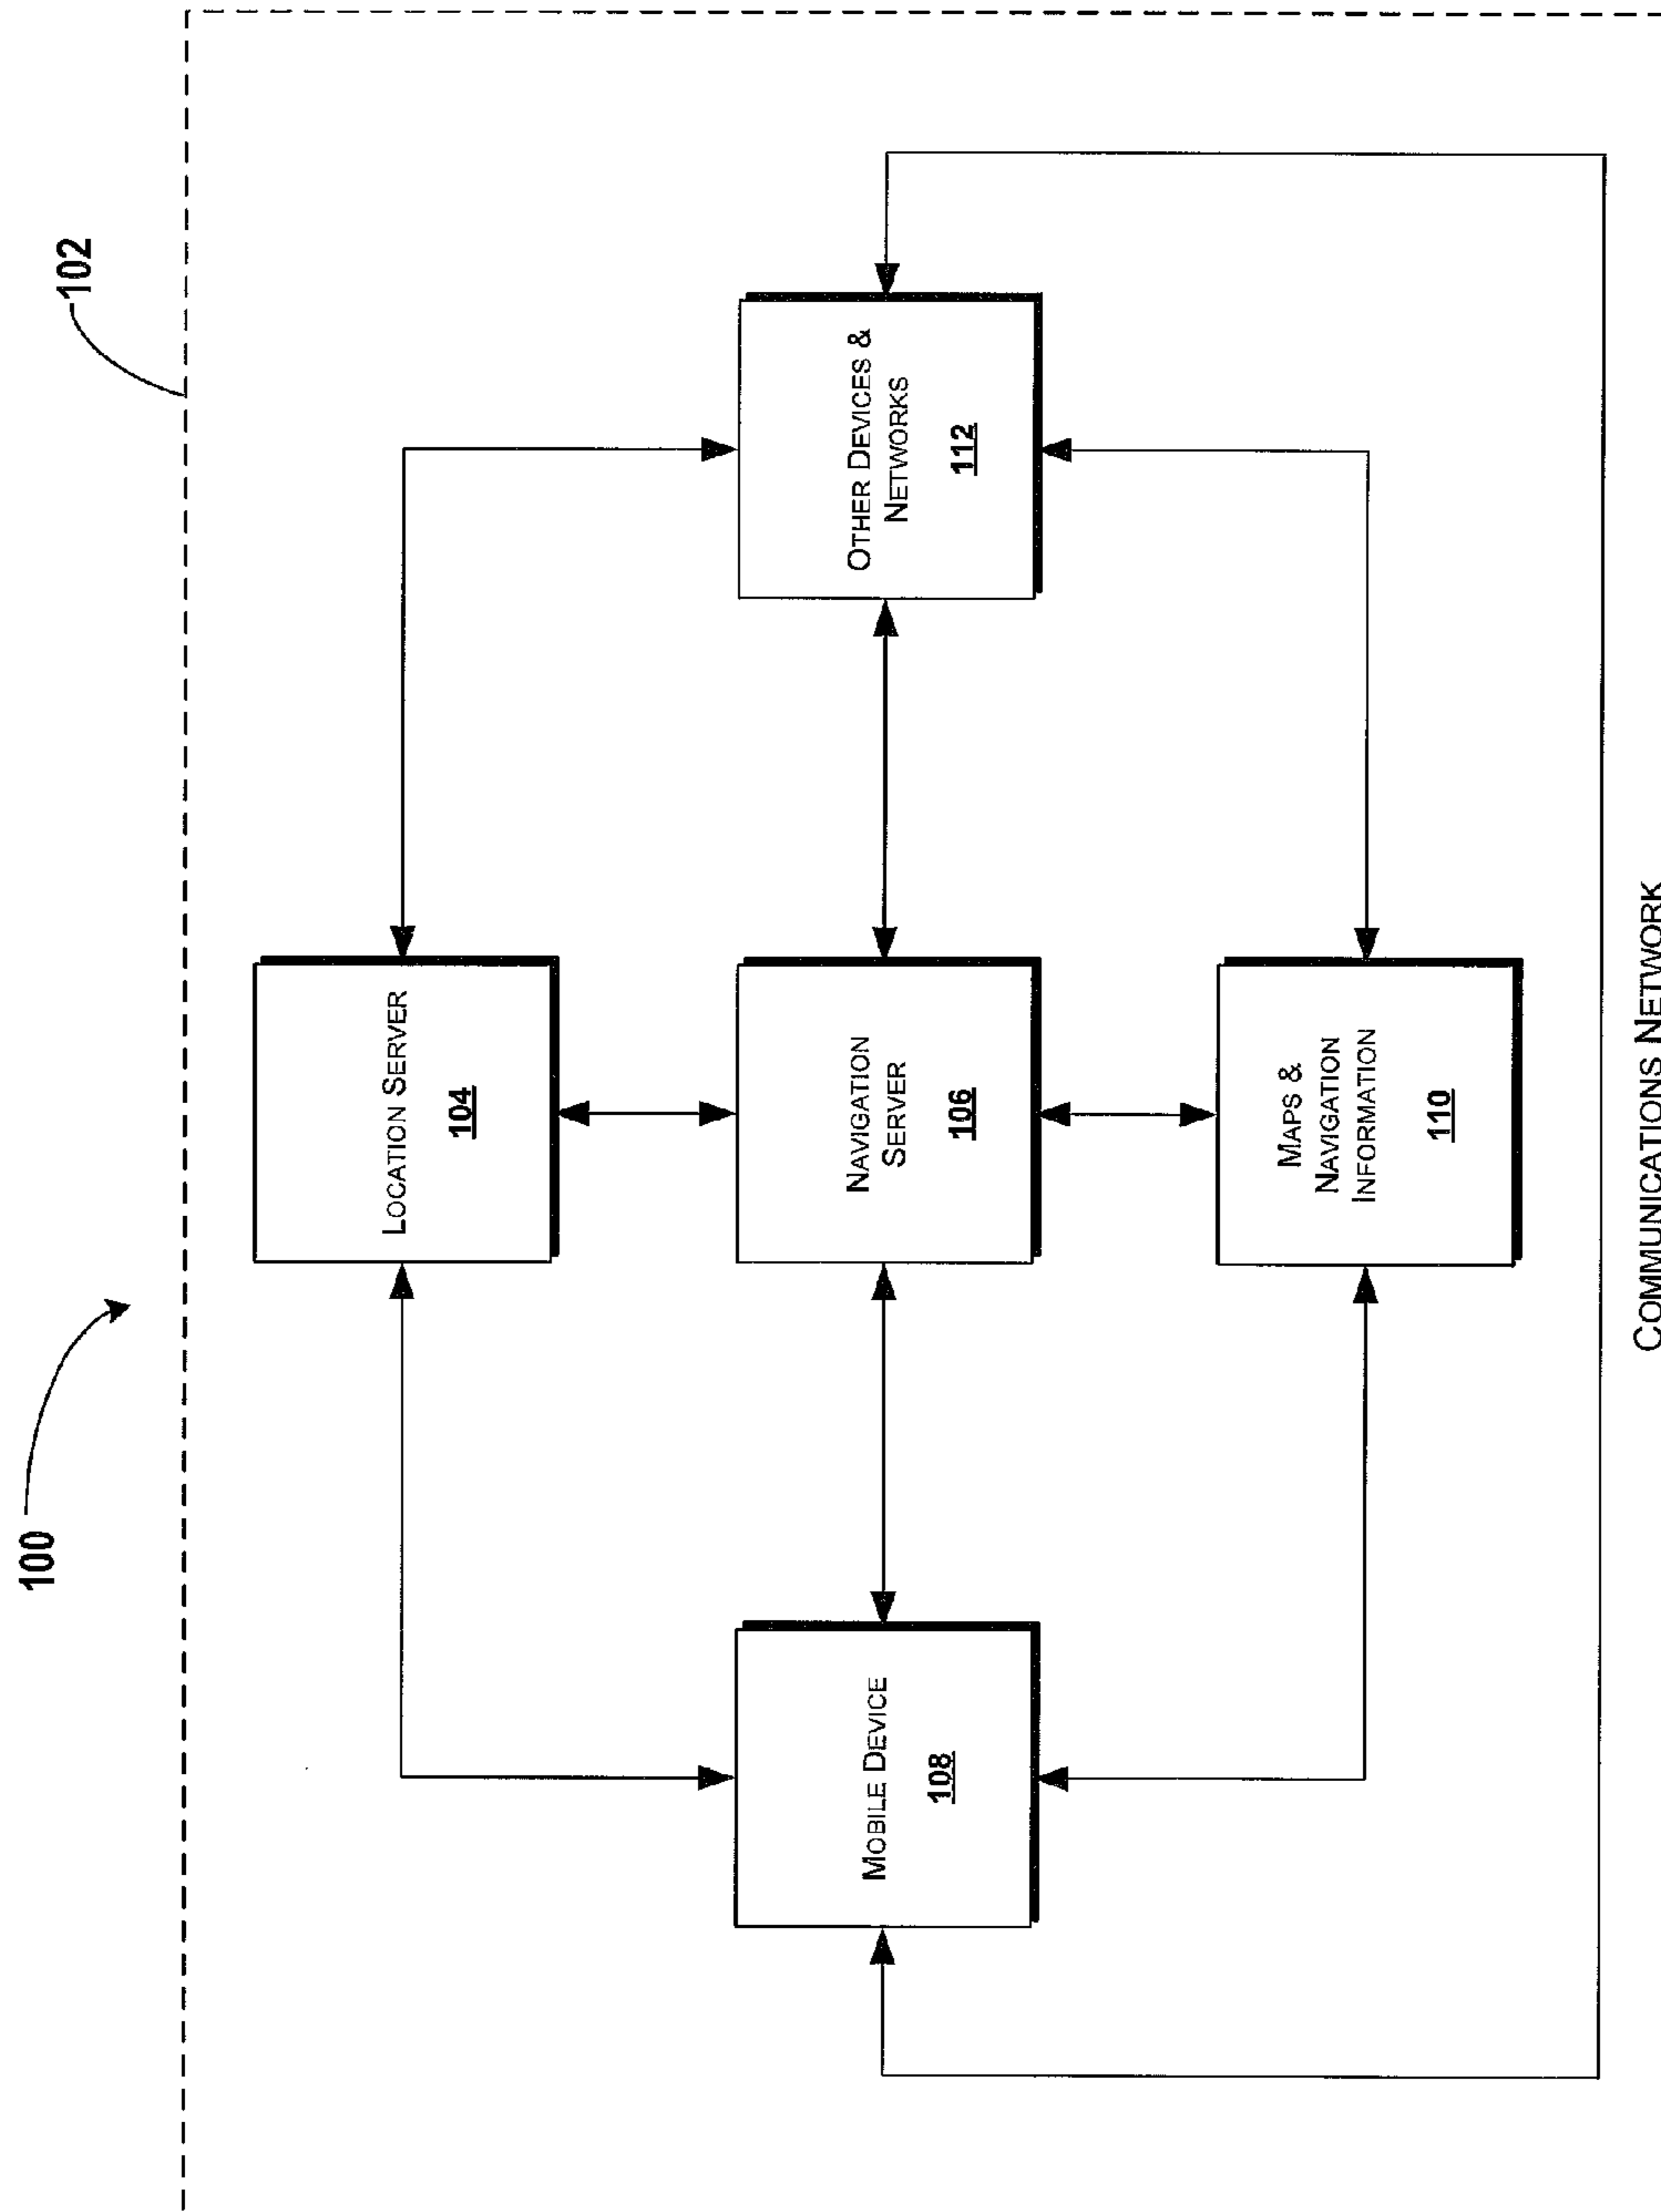 100
102
LOCATION SERVER
104
MOBILE DEVICE
108
NAVIGATION
SERVER
106
OTHER DEVICES &
NETWORKS
112
MAPS &
NAVIGATION
INFORMATION
110
COMMUNICATIONS NETWORK